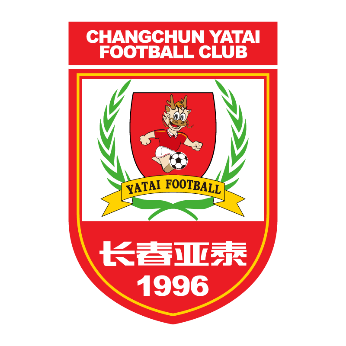 CHANGCHUN YATAI
FOOTBALL CLUB
YATAI FOOTBALL
长春亚泰
1996